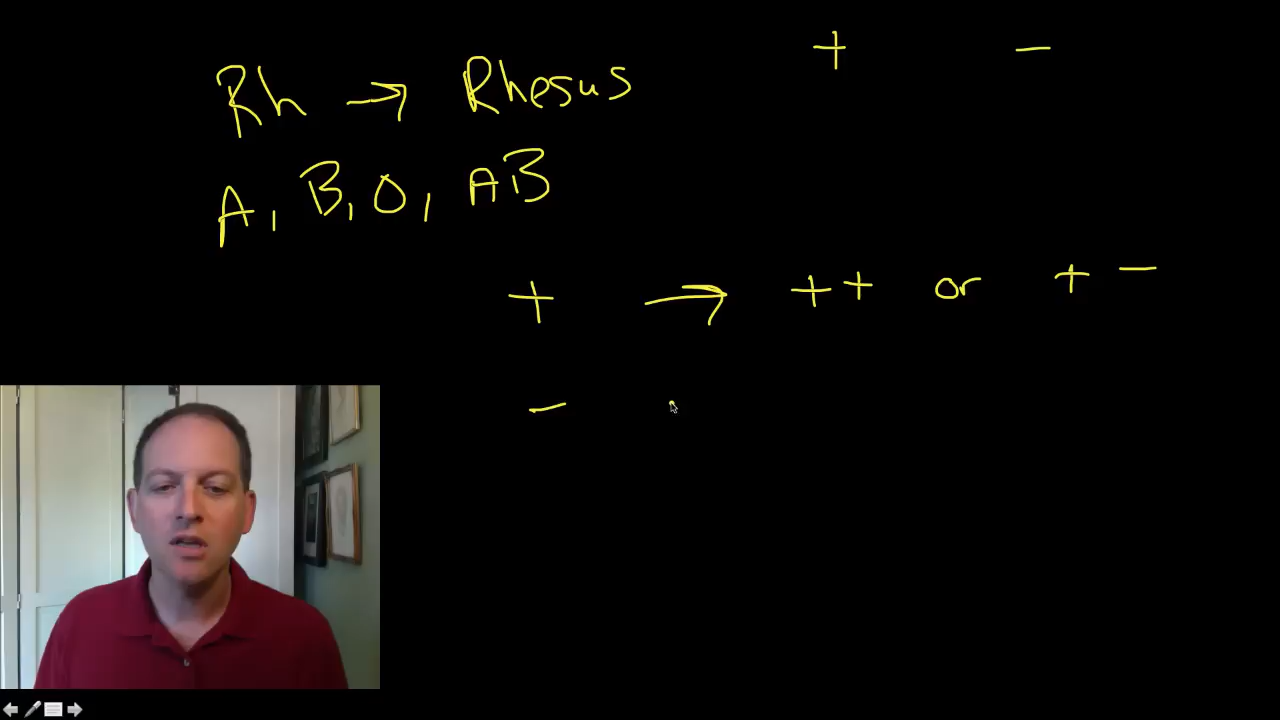 + −
Rh → Rhesus
A, B, O, AB
+ → ++ or + −
−